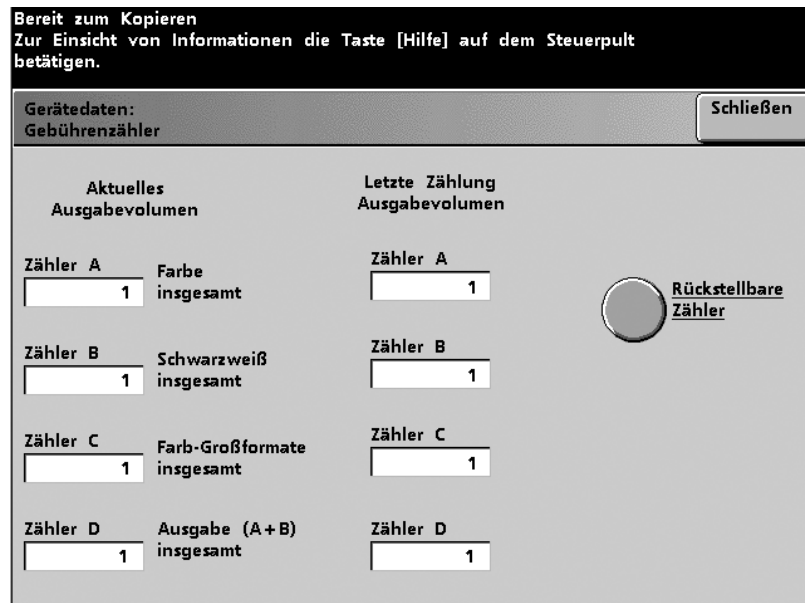 Bereit zum Kopieren
Zur Einsicht von Informationen die Taste [Hilfe] auf dem Steuerpult
betätigen.
Gerätedaten:
Gebührenzähler
Schließen
Aktuelles
Ausgabevolumen
Letzte Zählung
Ausgabevolumen
Zähler A
1
Farbe
insgesamt
Zähler A
1
Rückstellbare
Zähler
Zähler B
1
Schwarzweiß
insgesamt
Zähler B
1
Zähler C
1
Farb-Großformate
insgesamt
Zähler C
1
Zähler D
1
Ausgabe (A+B)
insgesamt
Zähler D
1